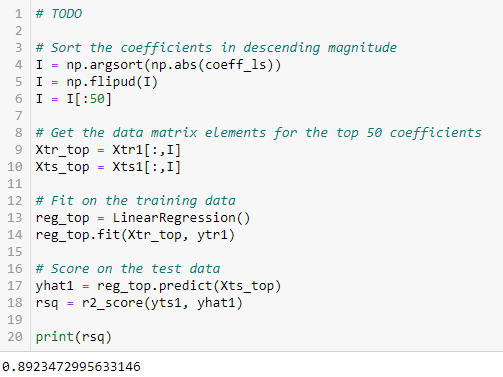 1 # TODO
2
3 # Sort the coefficients in descending magnitude
4 I = np.argsort(np.abs(coeff_ls))
5 I = np.flipud(I)
6 I = I[:50]
7
8 # Get the data matrix elements for the top 50 coefficients
9 Xtr_top = Xtr1[:,I]
10 Xts_top = Xts1[:,I]
11
12 # Fit on the training data
13 reg_top = LinearRegression()
14 reg_top.fit(Xtr_top, ytr1)
15
16 # Score on the test data
17 yhat1 = reg_top.predict(Xts_top)
18 rsq = r2_score(yts1, yhat1)
19
20 print(rsq)
0.8923472995633146